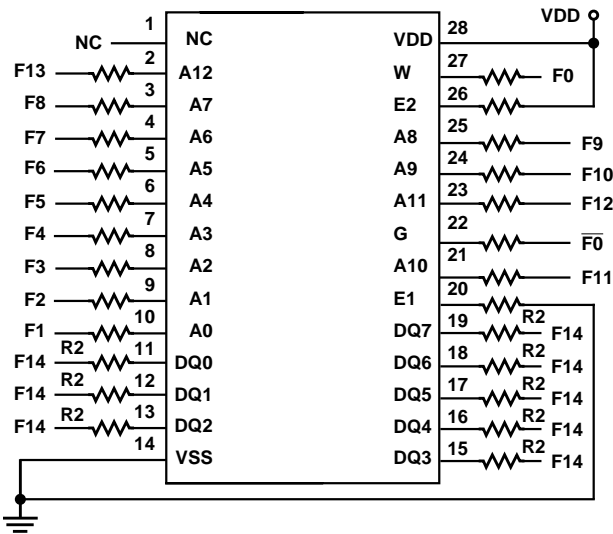 VDD
NC 1 NC VDD 28
F13 2 A12 W 27 F0
F8 3 A7 E2 26
F7 4 A6 A8 25 F9
F6 5 A5 A9 24 F10
F5 6 A4 A11 23 F12
F4 7 A3 G 22 F0
F3 8 A2 A10 21 F11
F2 9 A1 E1 20
F1 10 A0 DQ7 19 R2 F14
F14 R2 11 DQ0 DQ6 18 R2 F14
F14 R2 12 DQ1 DQ5 17 R2 F14
F14 R2 13 DQ2 DQ4 16 R2 F14
14 VSS DQ3 15 R2 F14